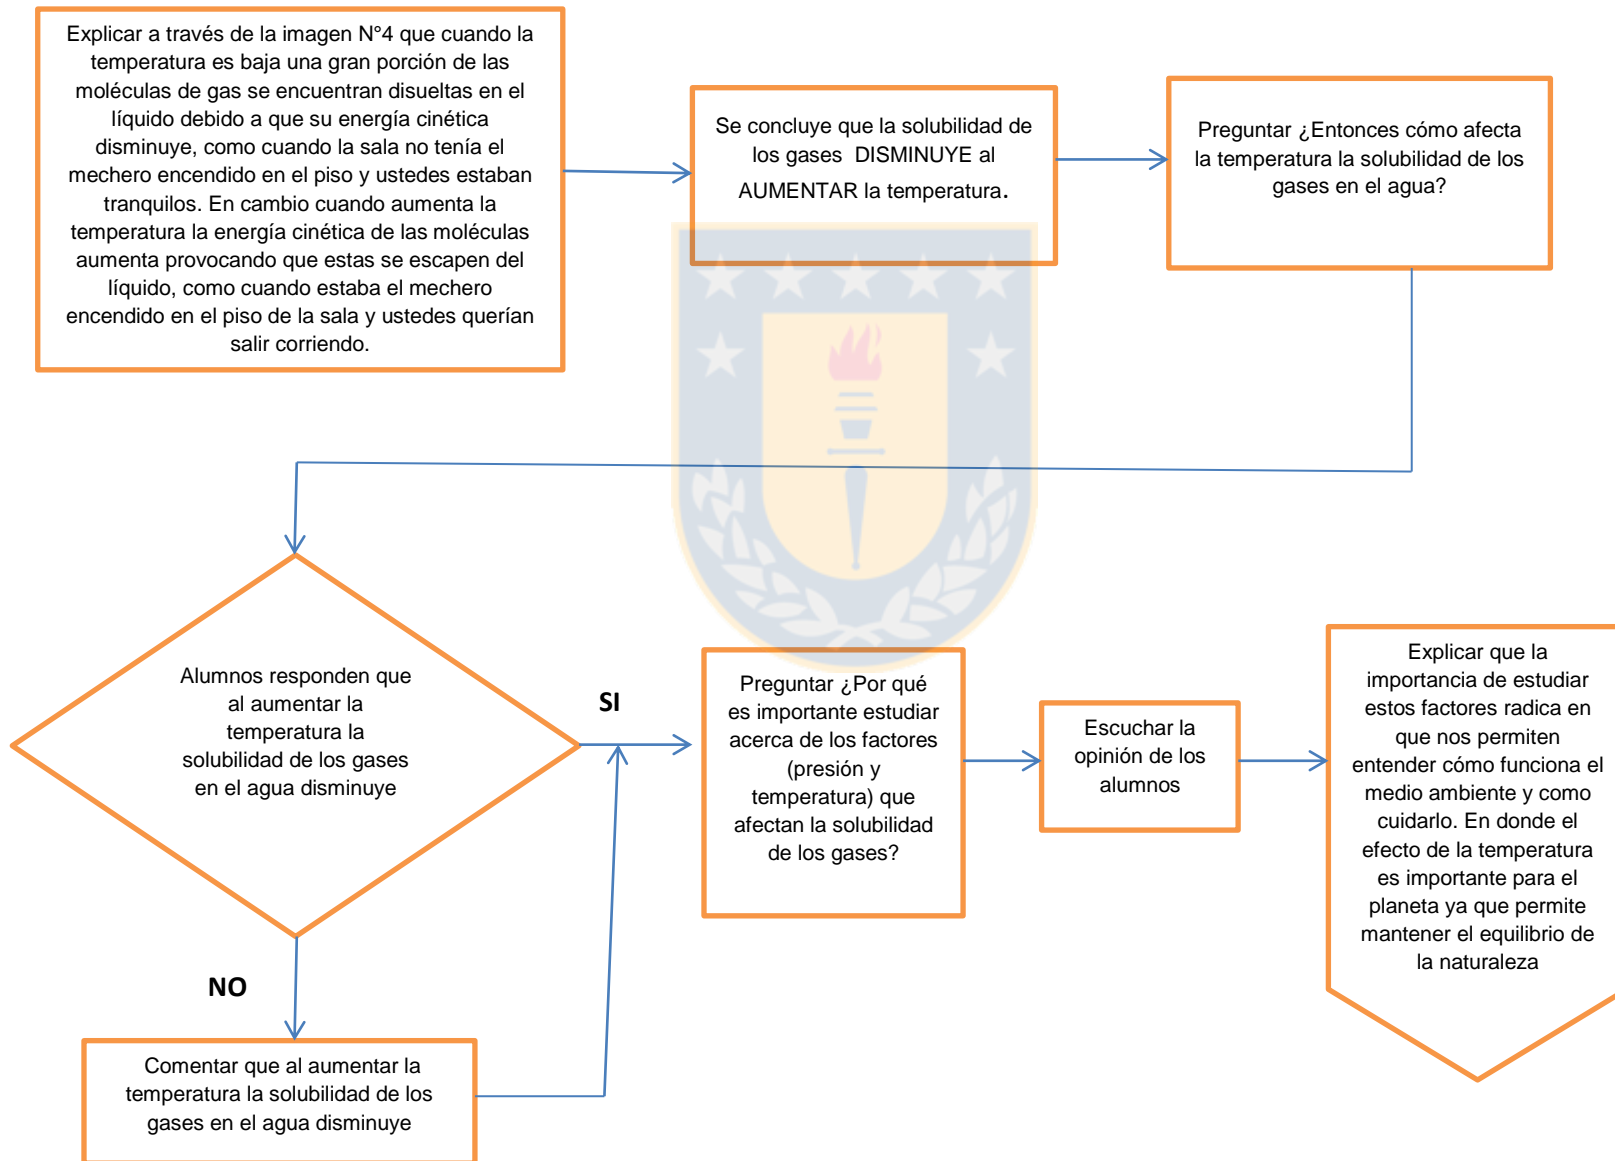 Explicar a través de la imagen N°4 que cuando la
temperatura es baja una gran porción de las
moléculas de gas se encuentran disueltas en el
líquido debido a que su energía cinética
disminuye, como cuando la sala no tenía el
mechero encendido en el piso y ustedes estaban
tranquilos. En cambio cuando aumenta la
temperatura la energía cinética de las moléculas
aumenta provocando que estas se escapen del
líquido, como cuando estaba el mechero
encendido en el piso de la sala y ustedes querían
salir corriendo.
Se concluye que la solubilidad de
los gases DISMINUYE al
AUMENTAR la temperatura.
Preguntar ¿Entonces cómo afecta
la temperatura la solubilidad de los
gases en el agua?
Alumnos responden que
al aumentar la
temperatura la
solubilidad de los gases
en el agua disminuye
SI
NO
Comentar que al aumentar la
temperatura la solubilidad de los
gases en el agua disminuye
Preguntar ¿Por qué
es importante estudiar
acerca de los factores
(presión y
temperatura) que
afectan la solubilidad
de los gases?
Escuchar la
opinión de los
alumnos
Explicar que la
importancia de estudiar
estos factores radica en
que nos permiten
entender cómo funciona el
medio ambiente y como
cuidarlo. En donde el
efecto de la temperatura
es importante para el
planeta ya que permite
mantener el equilibrio de
la naturaleza